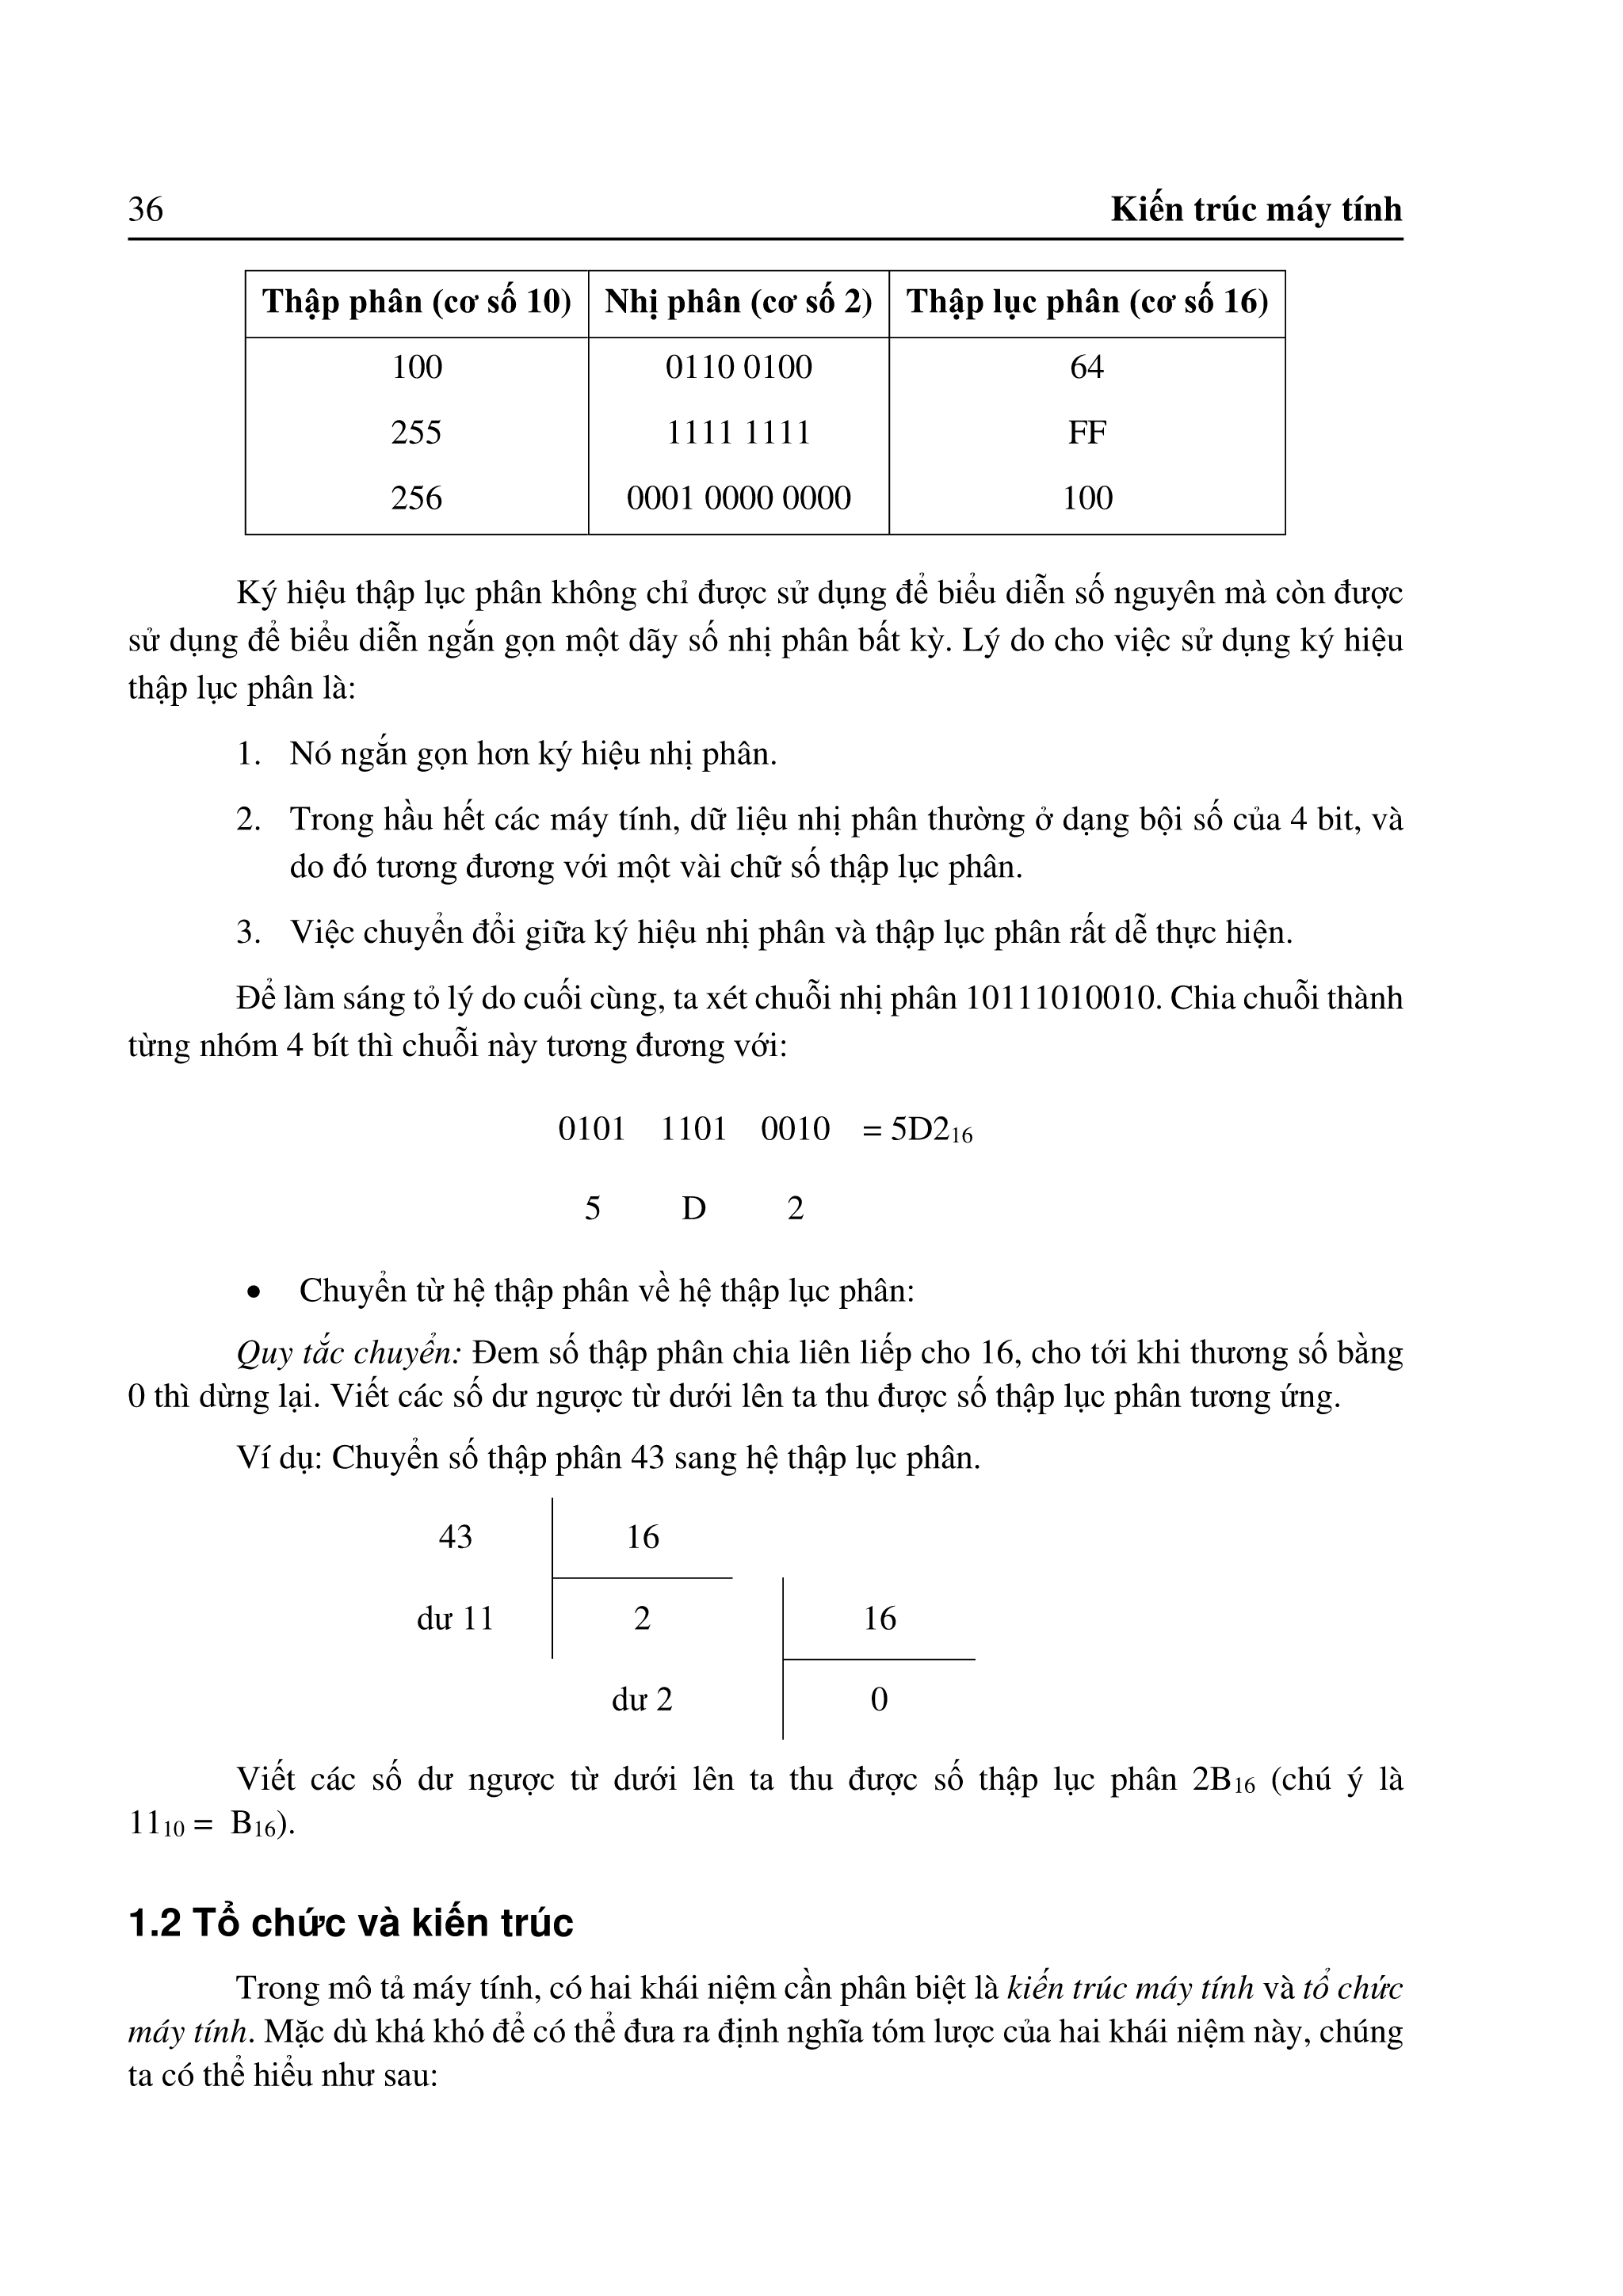 36 Kiến trúc máy tính
Thập phân (cơ số 10) Nhị phân (cơ số 2) Thập lục phân (cơ số 16)
100 0110 0100 64
255 1111 1111 FF
256 0001 0000 0000 100
Ký hiệu thập lục phân không chỉ được sử dụng để biểu diễn số nguyên mà còn được
sử dụng để biểu diễn ngắn gọn một dãy số nhị phân bất kỳ. Lý do cho việc sử dụng ký hiệu
thập lục phân là:
1. Nó ngắn gọn hơn ký hiệu nhị phân.
2. Trong hầu hết các máy tính, dữ liệu nhị phân thường ở dạng bội số của 4 bit, và
do đó tương đương với một vài chữ số thập lục phân.
3. Việc chuyển đổi giữa ký hiệu nhị phân và thập lục phân rất dễ thực hiện.
Để làm sáng tỏ lý do cuối cùng, ta xét chuỗi nhị phân 10111010010. Chia chuỗi thành
từng nhóm 4 bít thì chuỗi này tương đương với:
0101 1101 0010 = 5D2₁₆
5 D 2
• Chuyển từ hệ thập phân về hệ thập lục phân:
Quy tắc chuyển: Đem số thập phân chia liên liếp cho 16, cho tới khi thương số bằng
0 thì dừng lại. Viết các số dư ngược từ dưới lên ta thu được số thập lục phân tương ứng.
Ví dụ: Chuyển số thập phân 43 sang hệ thập lục phân.
43 16
dư 11 2 16
dư 2 0
Viết các số dư ngược từ dưới lên ta thu được số thập lục phân 2B₁₆ (chú ý là
11₁₀ = B₁₆).
1.2 Tổ chức và kiến trúc
Trong mô tả máy tính, có hai khái niệm cần phân biệt là kiến trúc máy tính và tổ chức
máy tính. Mặc dù khá khó để có thể đưa ra định nghĩa tóm lược của hai khái niệm này, chúng
ta có thể hiểu như sau: